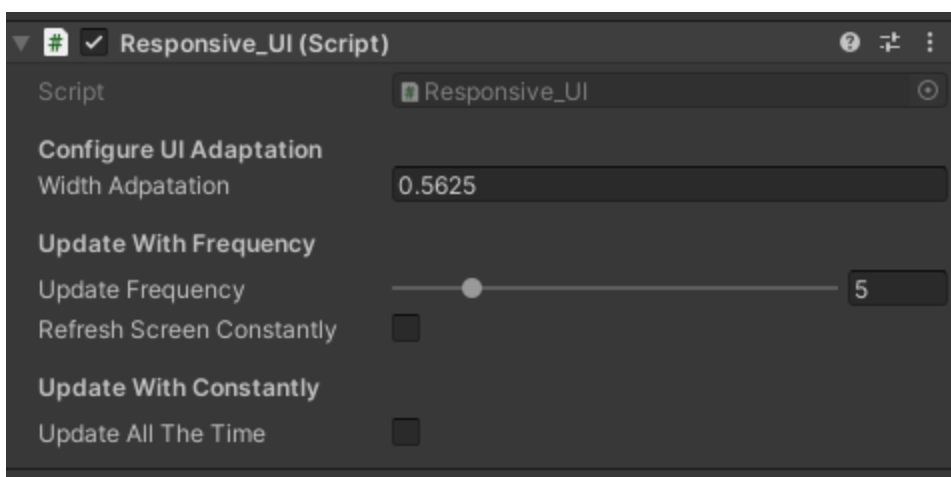 # Responsive_UI (Script)
Script # Responsive_UI
Configure UI Adaptation
Width Adpatation 0.5625
Update With Frequency
Update Frequency 5
Refresh Screen Constantly
Update With Constantly
Update All The Time